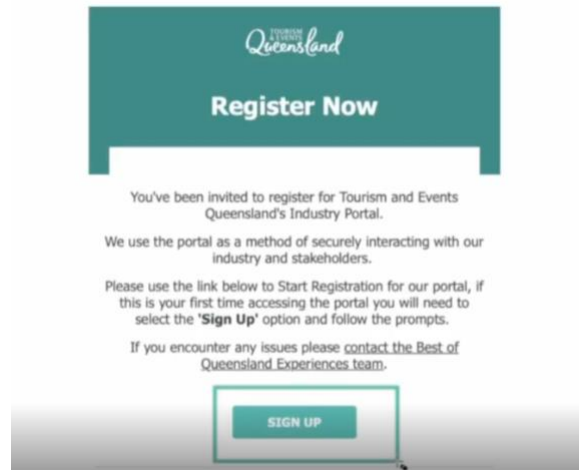 TOURISM
& EVENTS
Queensland
Register Now
You've been invited to register for Tourism and Events
Queensland's Industry Portal.
We use the portal as a method of securely interacting with our
industry and stakeholders.
Please use the link below to Start Registration for our portal, if
this is your first time accessing the portal you will need to
select the 'Sign Up' option and follow the prompts.
If you encounter any issues please contact the Best of
Queensland Experiences team.
SIGN UP